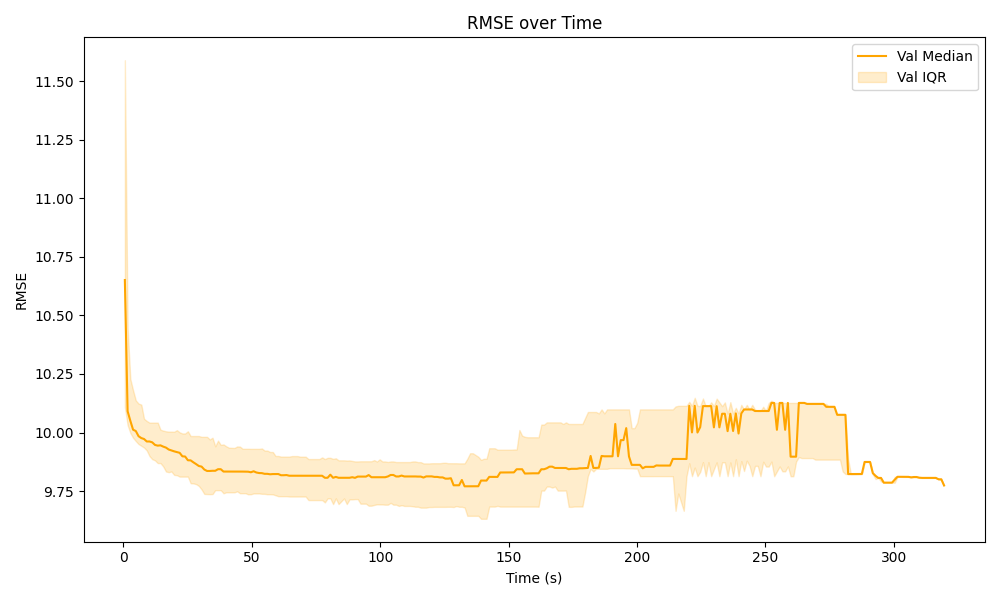 RMSE over Time
Val Median
Val IQR
RMSE
11.50
11.25
11.00
10.75
10.50
10.25
10.00
9.75
0 50 100 150 200 250 300
Time (s)